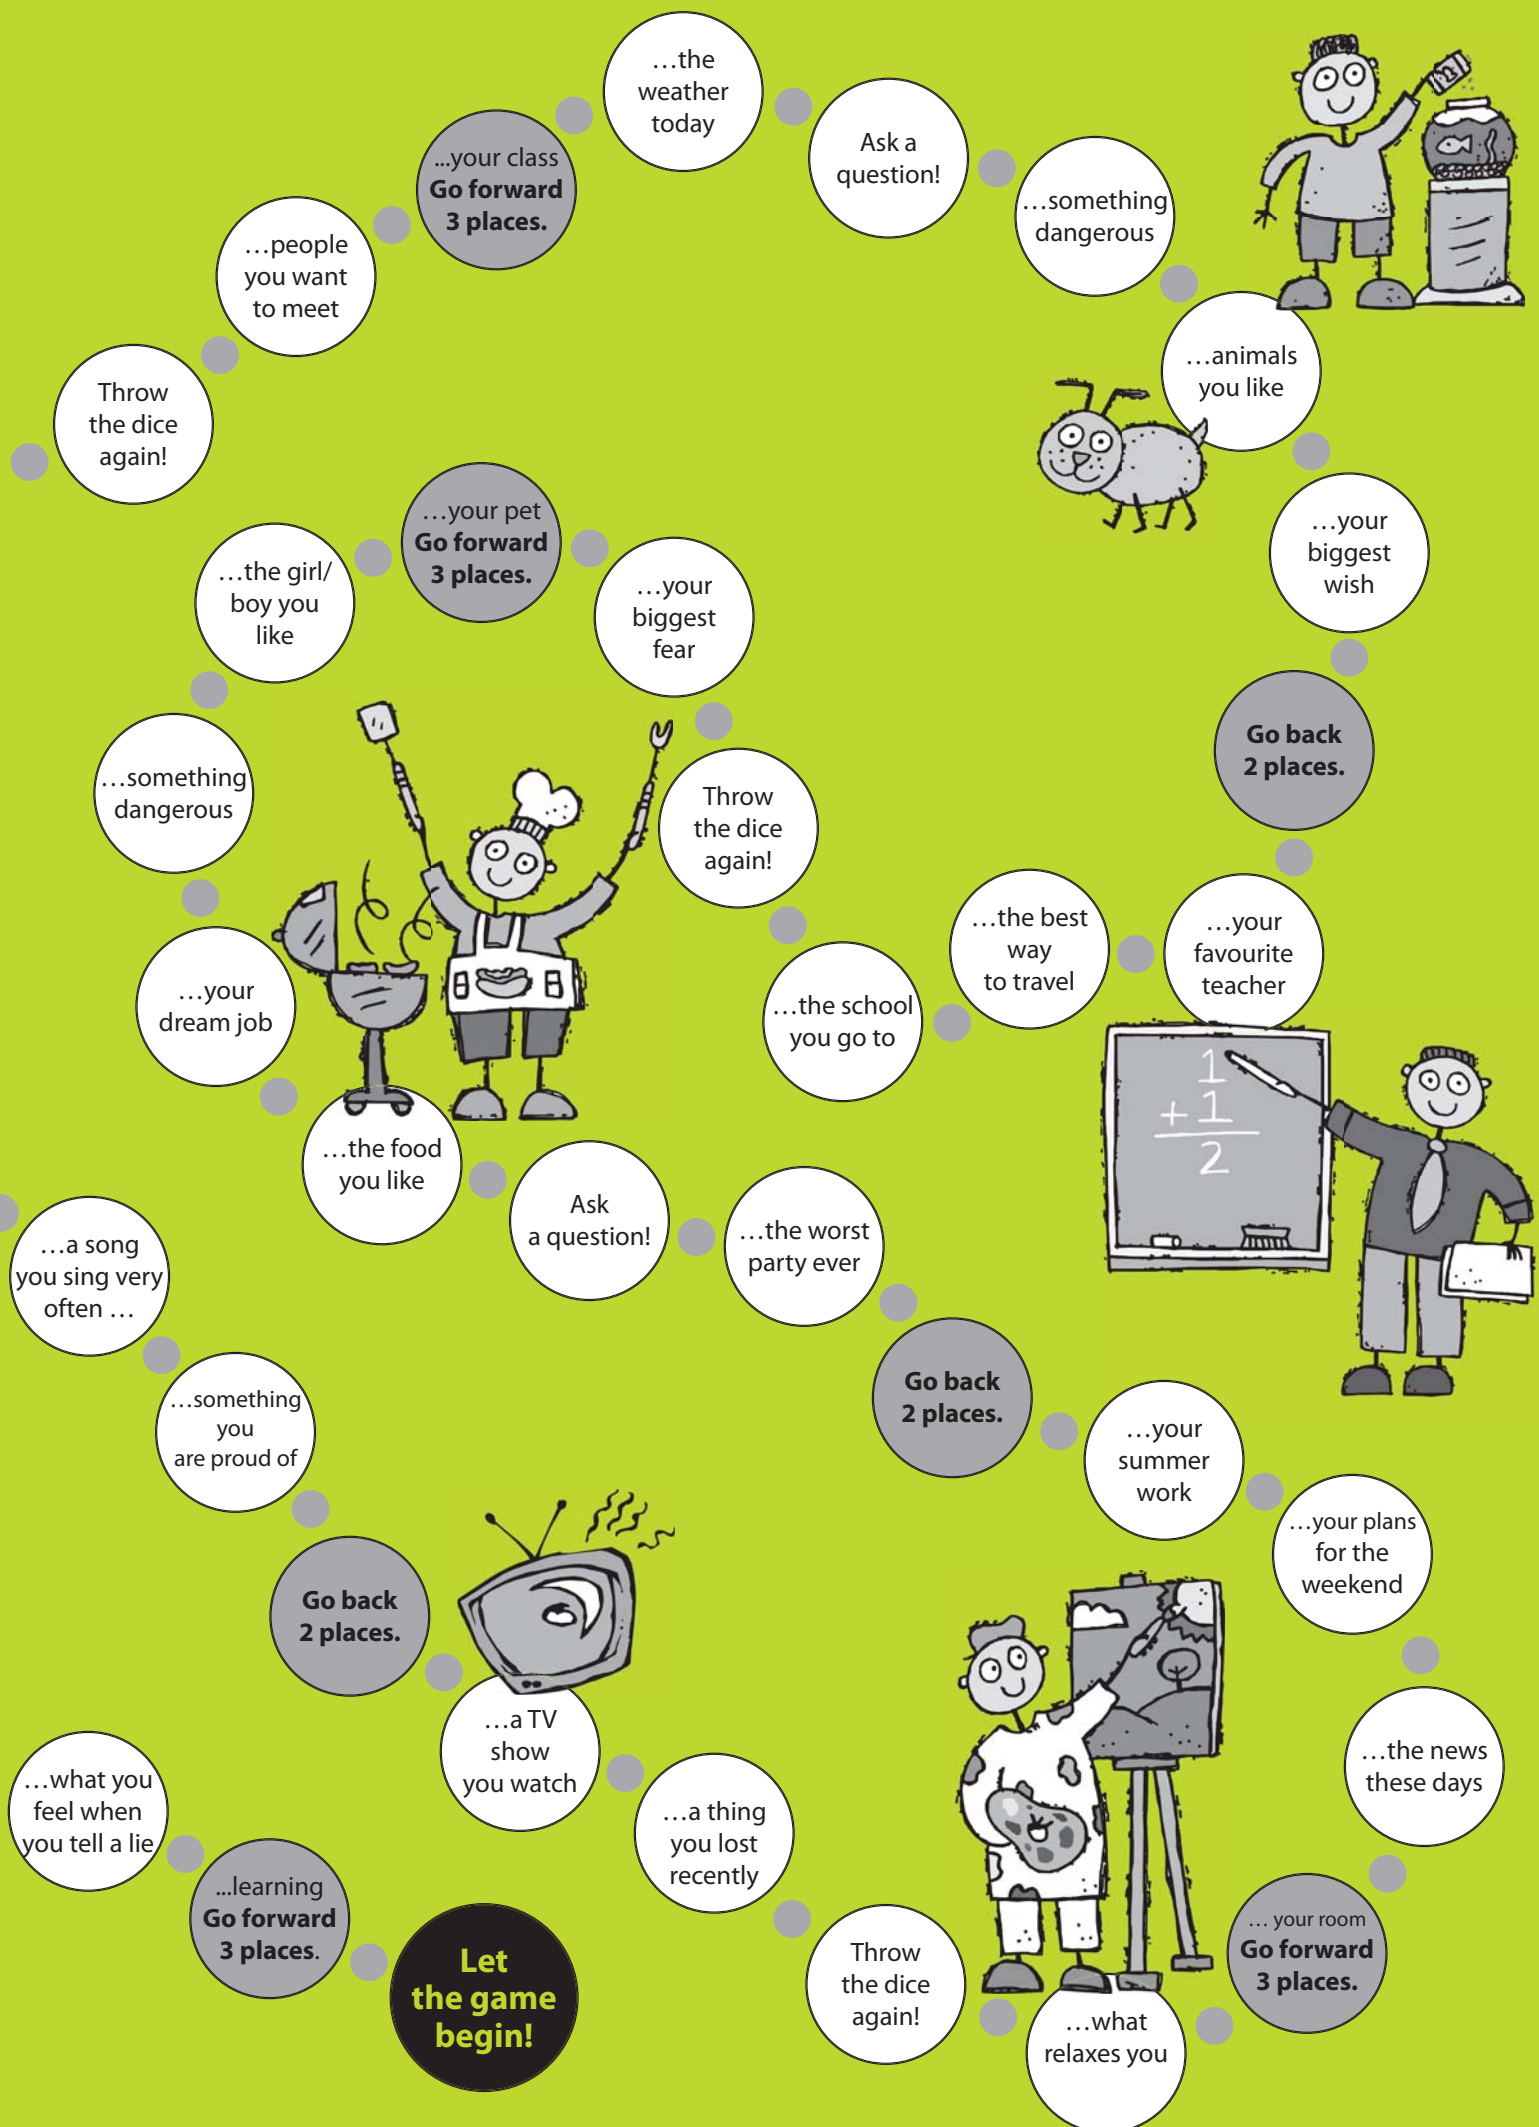 …the
weather
today
...your class
Go forward
3 places.
Ask a
question!
…something
dangerous
…people
you want
to meet
…animals
you like
Throw
the dice
again!
…your
biggest
wish
…your pet
Go forward
3 places.
…the girl/
boy you
like
…your
biggest
fear
Go back
2 places.
…something
dangerous
Throw
the dice
again!
…the best
way
to travel
…your
favourite
teacher
…your
dream job
…the school
you go to
1
+ 1
2
…the food
you like
Ask
a question!
…the worst
party ever
…a song
you sing very
often …
Go back
2 places.
…something
you
are proud of
…your
summer
work
…your plans
for the
weekend
Go back
2 places.
…a TV
show
you watch
…the news
these days
…what you
feel when
you tell a lie
…a thing
you lost
recently
...learning
Go forward
3 places.
… your room
Go forward
3 places.
Let
the game
begin!
Throw
the dice
again!
…what
relaxes you